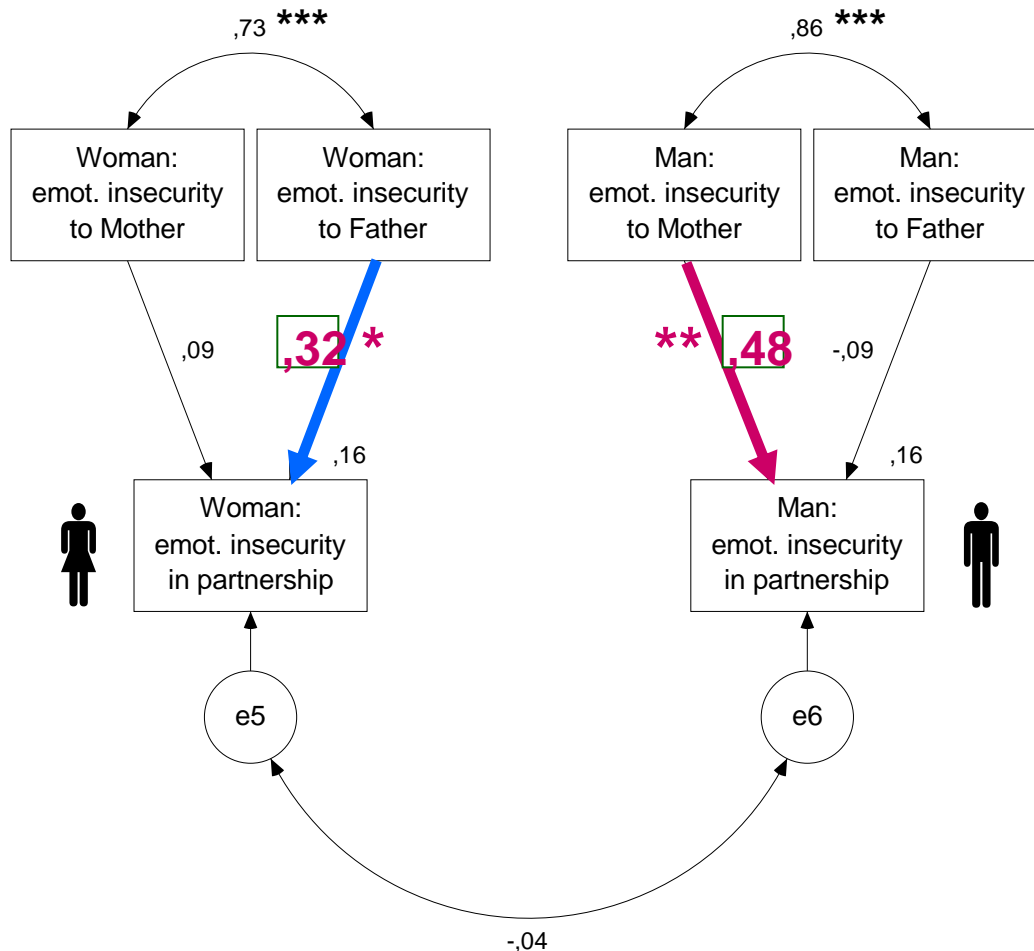 ,73 ***
,86 ***
Woman:
emot. insecurity
to Mother
Woman:
emot. insecurity
to Father
Man:
emot. insecurity
to Mother
Man:
emot. insecurity
to Father
,09
,32 *
** ,48
-,09
,16
,16
Woman:
emot. insecurity
in partnership
Man:
emot. insecurity
in partnership
e5
e6
-,04